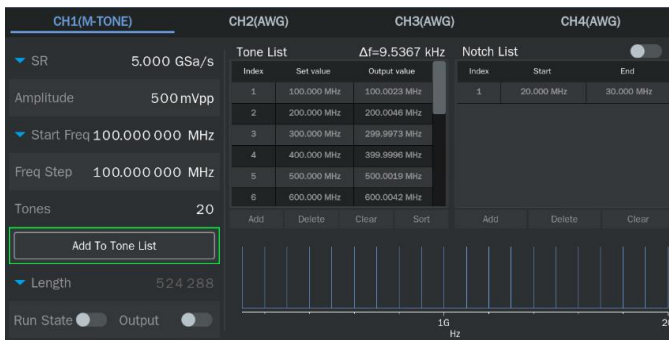 CH1(M-TONE) CH2(AWG) CH3(AWG) CH4(AWG)
SR 5.000 GSa/s
Amplitude 500 mVpp
Start Freq 100.000 000 MHz
Freq Step 100.000 000 MHz
Tones 20
Add To Tone List
Length 524 288
Run State Output
Tone List Δf=9.5367 kHz
Index Set value Output value
1 100.000 MHz 100.0023 MHz
2 200.000 MHz 200.0046 MHz
3 300.000 MHz 299.9973 MHz
4 400.000 MHz 399.9996 MHz
5 500.000 MHz 500.0019 MHz
6 600.000 MHz 600.0042 MHz
Add Delete Clear Sort
Notch List
Index Start End
1 20.000 MHz 30.000 MHz
Add Delete Clear
1G
Hz